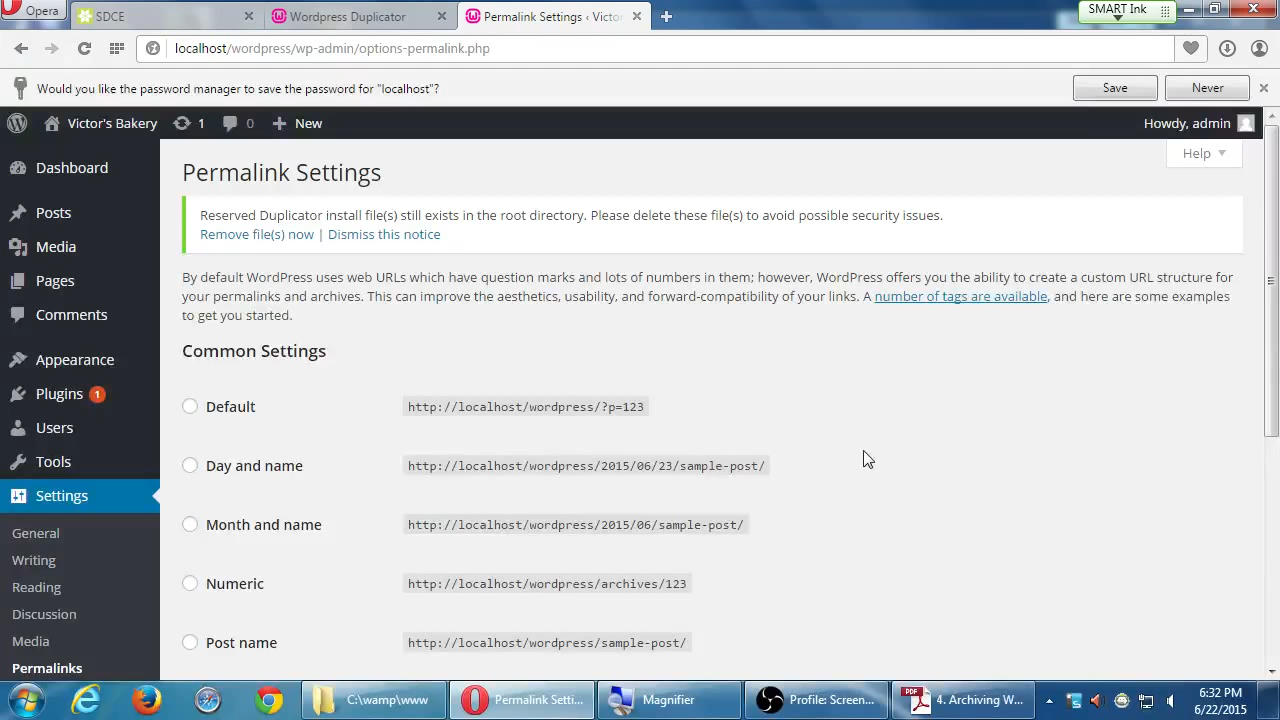 Opera
SDCE
Wordpress Duplicator
Permalink Settings ‹ Victor
SMART Ink
localhost/wordpress/wp-admin/options-permalink.php
Would you like the password manager to save the password for "localhost"?
Save
Never
Victor's Bakery
1
0
New
Howdy, admin
Help
Dashboard
Posts
Media
Pages
Comments
Appearance
Plugins 1
Users
Tools
Settings
General
Writing
Reading
Discussion
Media
Permalinks
Permalink Settings
Reserved Duplicator install file(s) still exists in the root directory. Please delete these file(s) to avoid possible security issues.
Remove file(s) now | Dismiss this notice
By default WordPress uses web URLs which have question marks and lots of numbers in them; however, WordPress offers you the ability to create a custom URL structure for
your permalinks and archives. This can improve the aesthetics, usability, and forward-compatibility of your links. A number of tags are available, and here are some examples
to get you started.
Common Settings
Default http://localhost/wordpress/?p=123
Day and name http://localhost/wordpress/2015/06/23/sample-post/
Month and name http://localhost/wordpress/2015/06/sample-post/
Numeric http://localhost/wordpress/archives/123
Post name http://localhost/wordpress/sample-post/
C:\wamp\www
Permalink Setti...
Magnifier
Profile: Screen...
PDF
4. Archiving W...
6:32 PM
6/22/2015